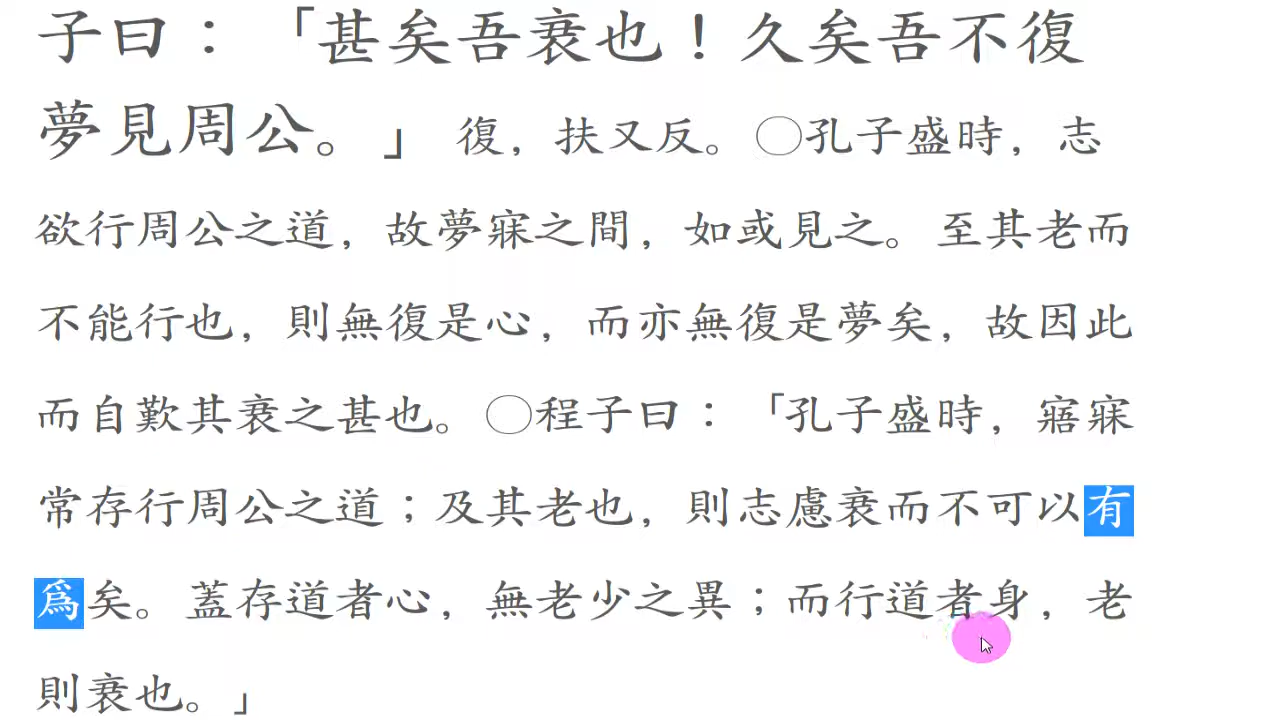 子曰：「甚矣吾衰也！久矣吾不復
夢見周公。」復，扶又反。○孔子盛時，志
欲行周公之道，故夢寐之間，如或見之。至其老而
不能行也，則無復是心，而亦無復是夢矣，故因此
而自歎其衰之甚也。○程子曰：「孔子盛時，寤寐
常存行周公之道；及其老也，則志慮衰而不可以有
爲矣。蓋存道者心，無老少之異；而行道者身，老
則衰也。」